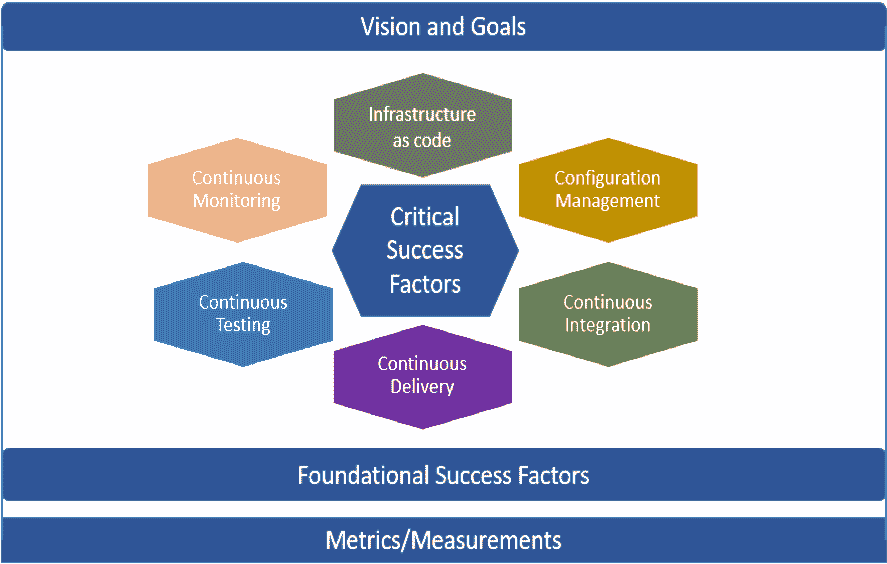 Vision and Goals
Infrastructure
as code
Continuous
Monitoring
Configuration
Management
Critical
Success
Factors
Continuous
Testing
Continuous
Integration
Continuous
Delivery
Foundational Success Factors
Metrics/Measurements